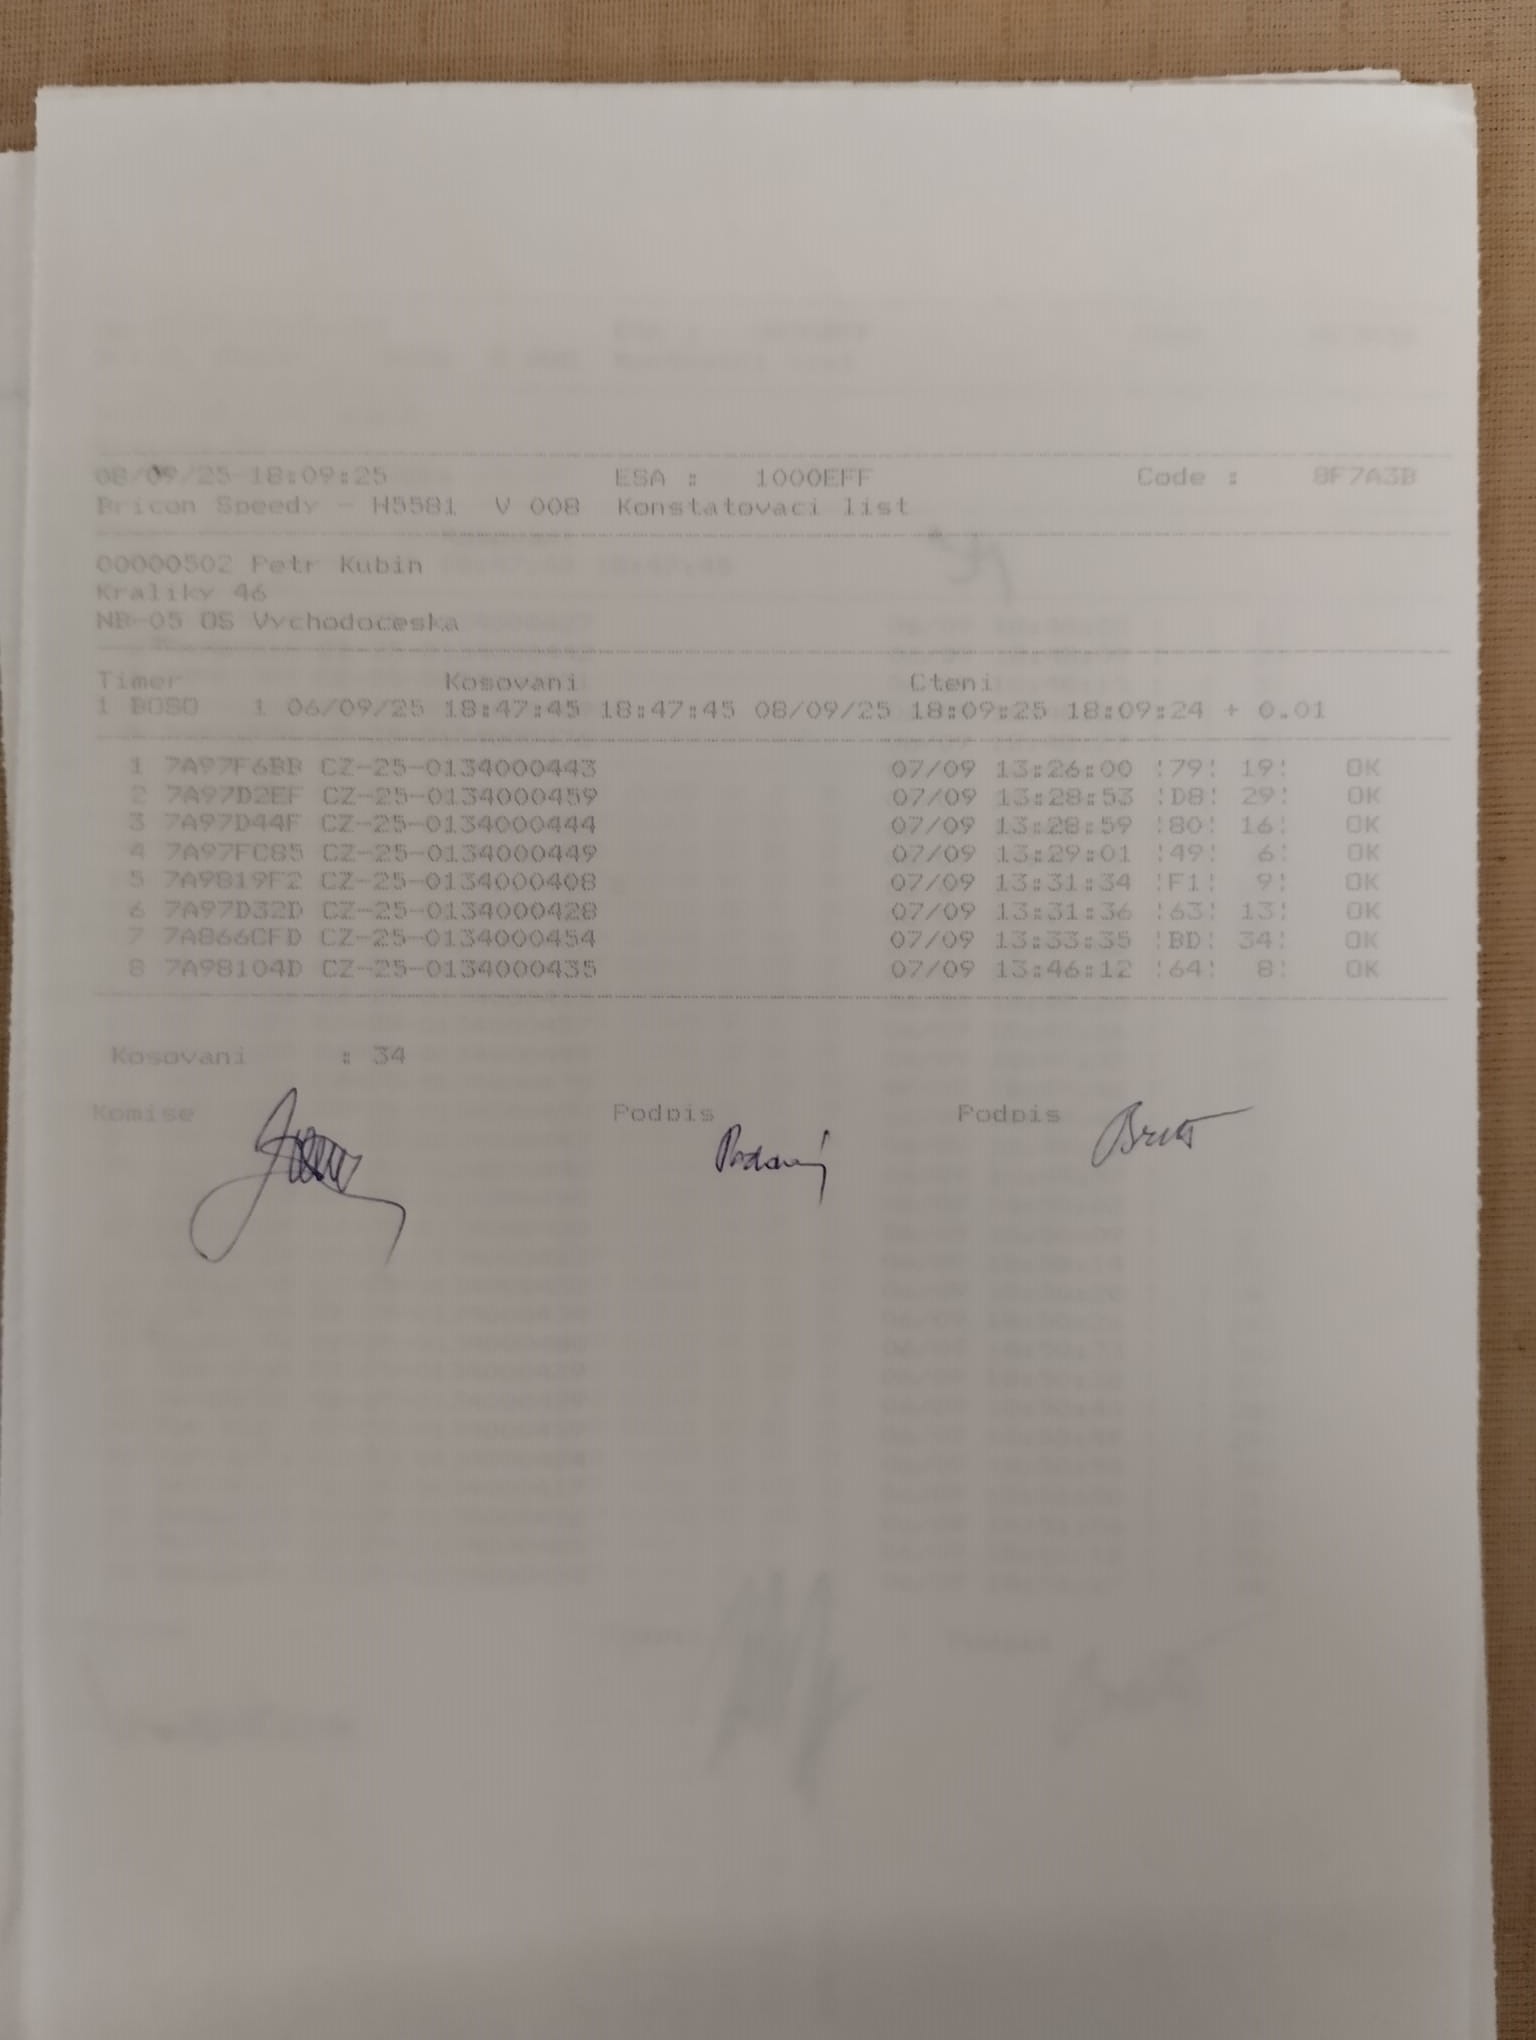 08/09/25-18:09:25 ESA : 1000EFF Code : 8F7A3B
Bricon Speedy - H5581 V 008 Konstatovaci list
00000502 Petr Kubin
Kraliky 46
NB-05 OS Vychodoceska
Timer Kosovani Cteni
1 BOSO 1 06/09/25 18:47:45 18:47:45 08/09/25 18:09:25 18:09:24 + 0.01
1 7A97F6BB CZ-25-0134000443 07/09 13:26:00 !79! 19! OK
2 7A97D2EF CZ-25-0134000459 07/09 13:28:53 !D8! 29! OK
3 7A97D44F CZ-25-0134000444 07/09 13:28:59 !80! 16! OK
4 7A97FC85 CZ-25-0134000449 07/09 13:29:01 !49! 6! OK
5 7A9819F2 CZ-25-0134000408 07/09 13:31:34 !F1! 9! OK
6 7A97D32D CZ-25-0134000428 07/09 13:31:36 !63! 13! OK
7 7A866CFD CZ-25-0134000454 07/09 13:33:35 !BD! 34! OK
8 7A98104D CZ-25-0134000435 07/09 13:46:12 !64! 8! OK
Kosovani : 34
Komise Podpis Podpis